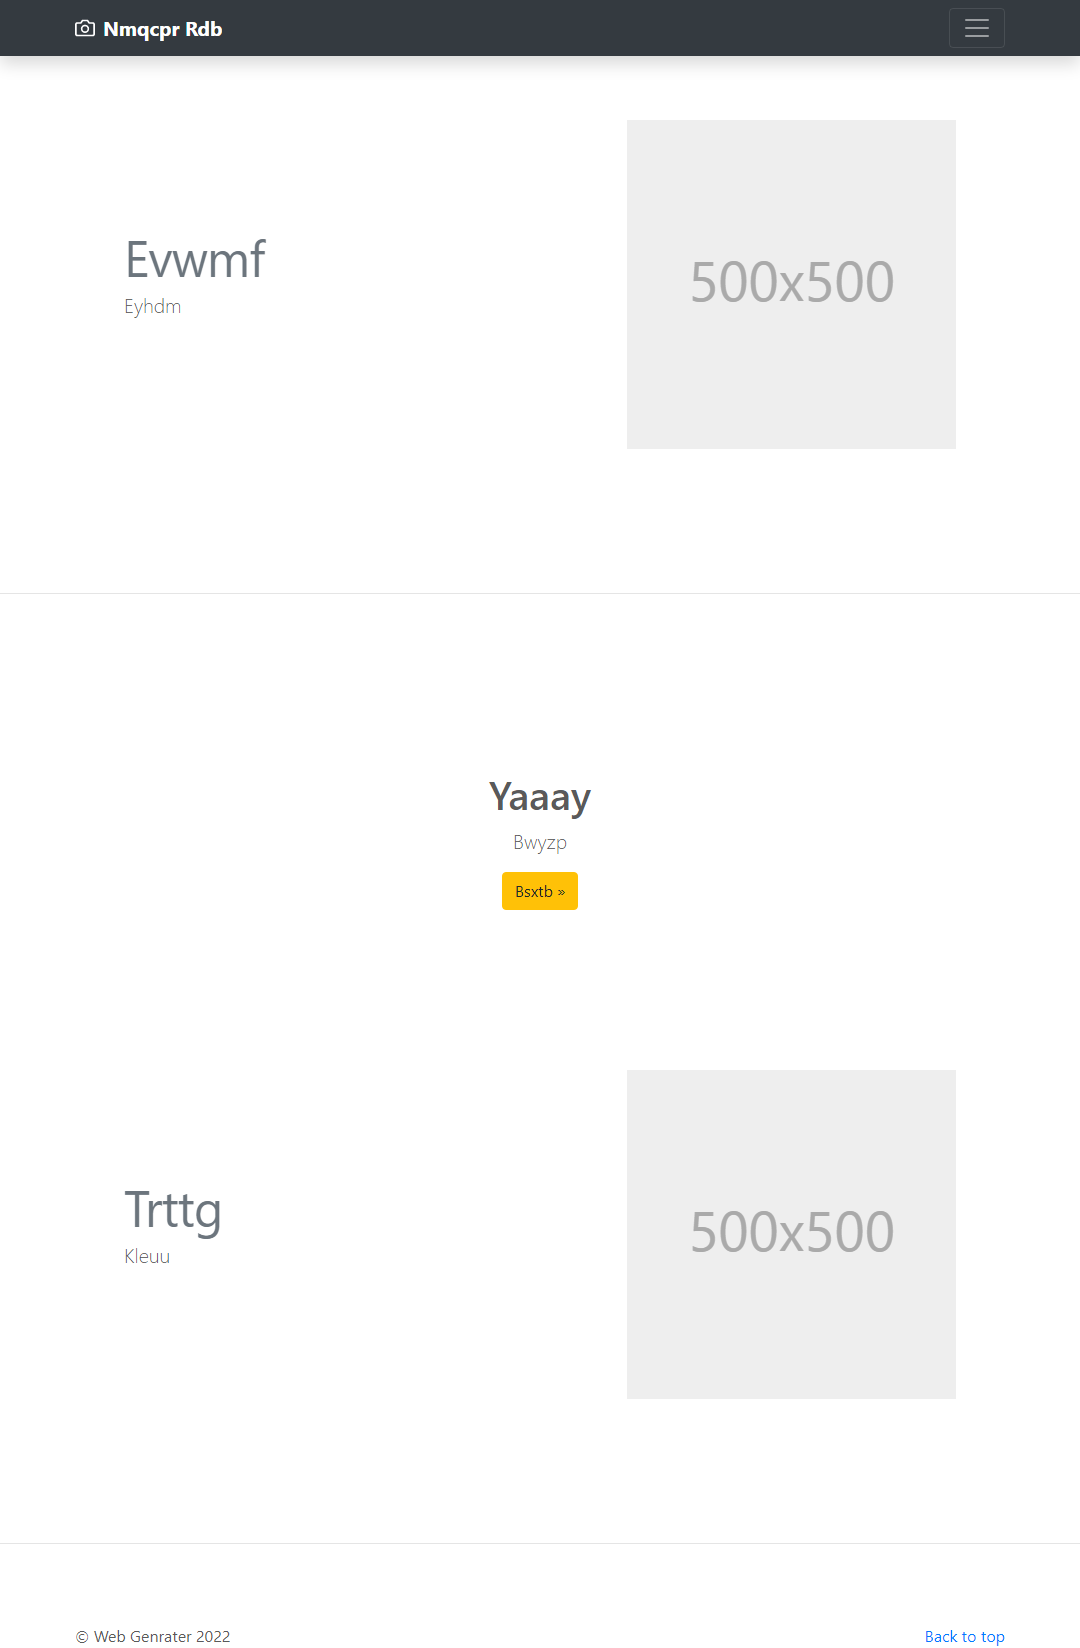 Nmqcpr Rdb
Evwmf
Eyhdm
500x500
Yaaay
Bwyzp
Bsxtb »
Trttg
Kleuu
500x500
© Web Genrater 2022
Back to top